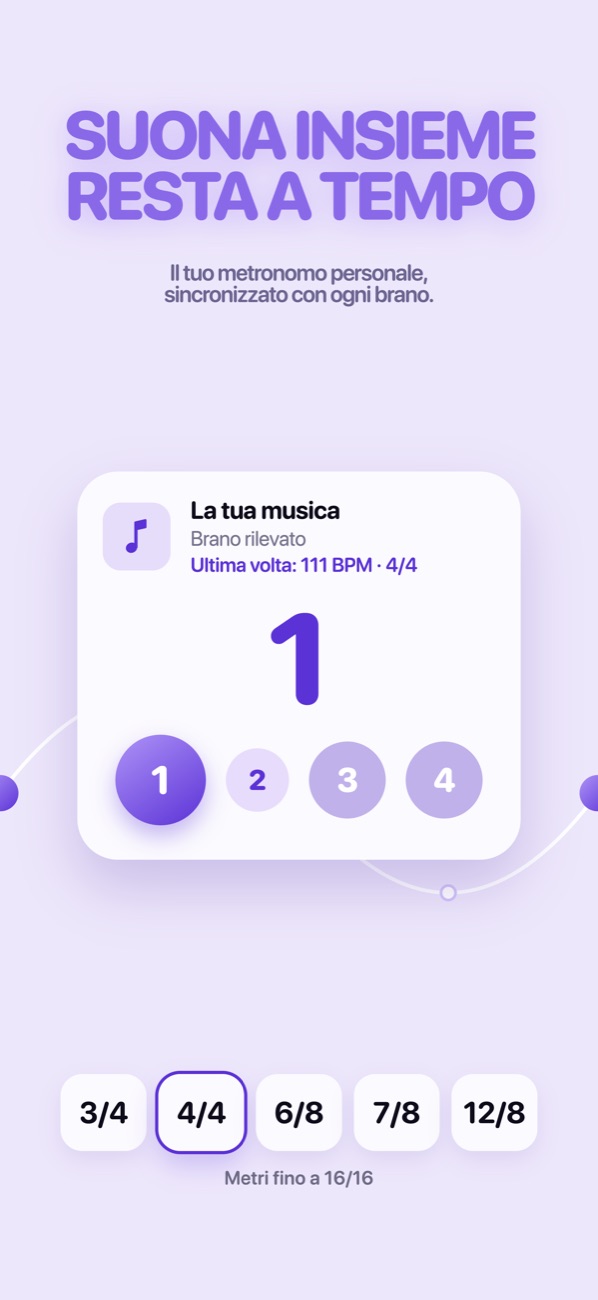 SUONA INSIEME
RESTA A TEMPO
Il tuo metronomo personale,
sincronizzato con ogni brano.
La tua musica
Brano rilevato
Ultima volta: 111 BPM · 4/4
1
1 2 3 4
3/4 4/4 6/8 7/8 12/8
Metri fino a 16/16